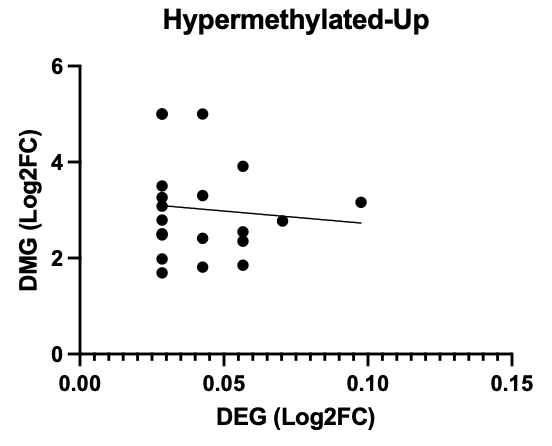 Hypermethylated-Up
DMG (Log2FC)
6
4
2
0
0.00 0.05 0.10 0.15
DEG (Log2FC)